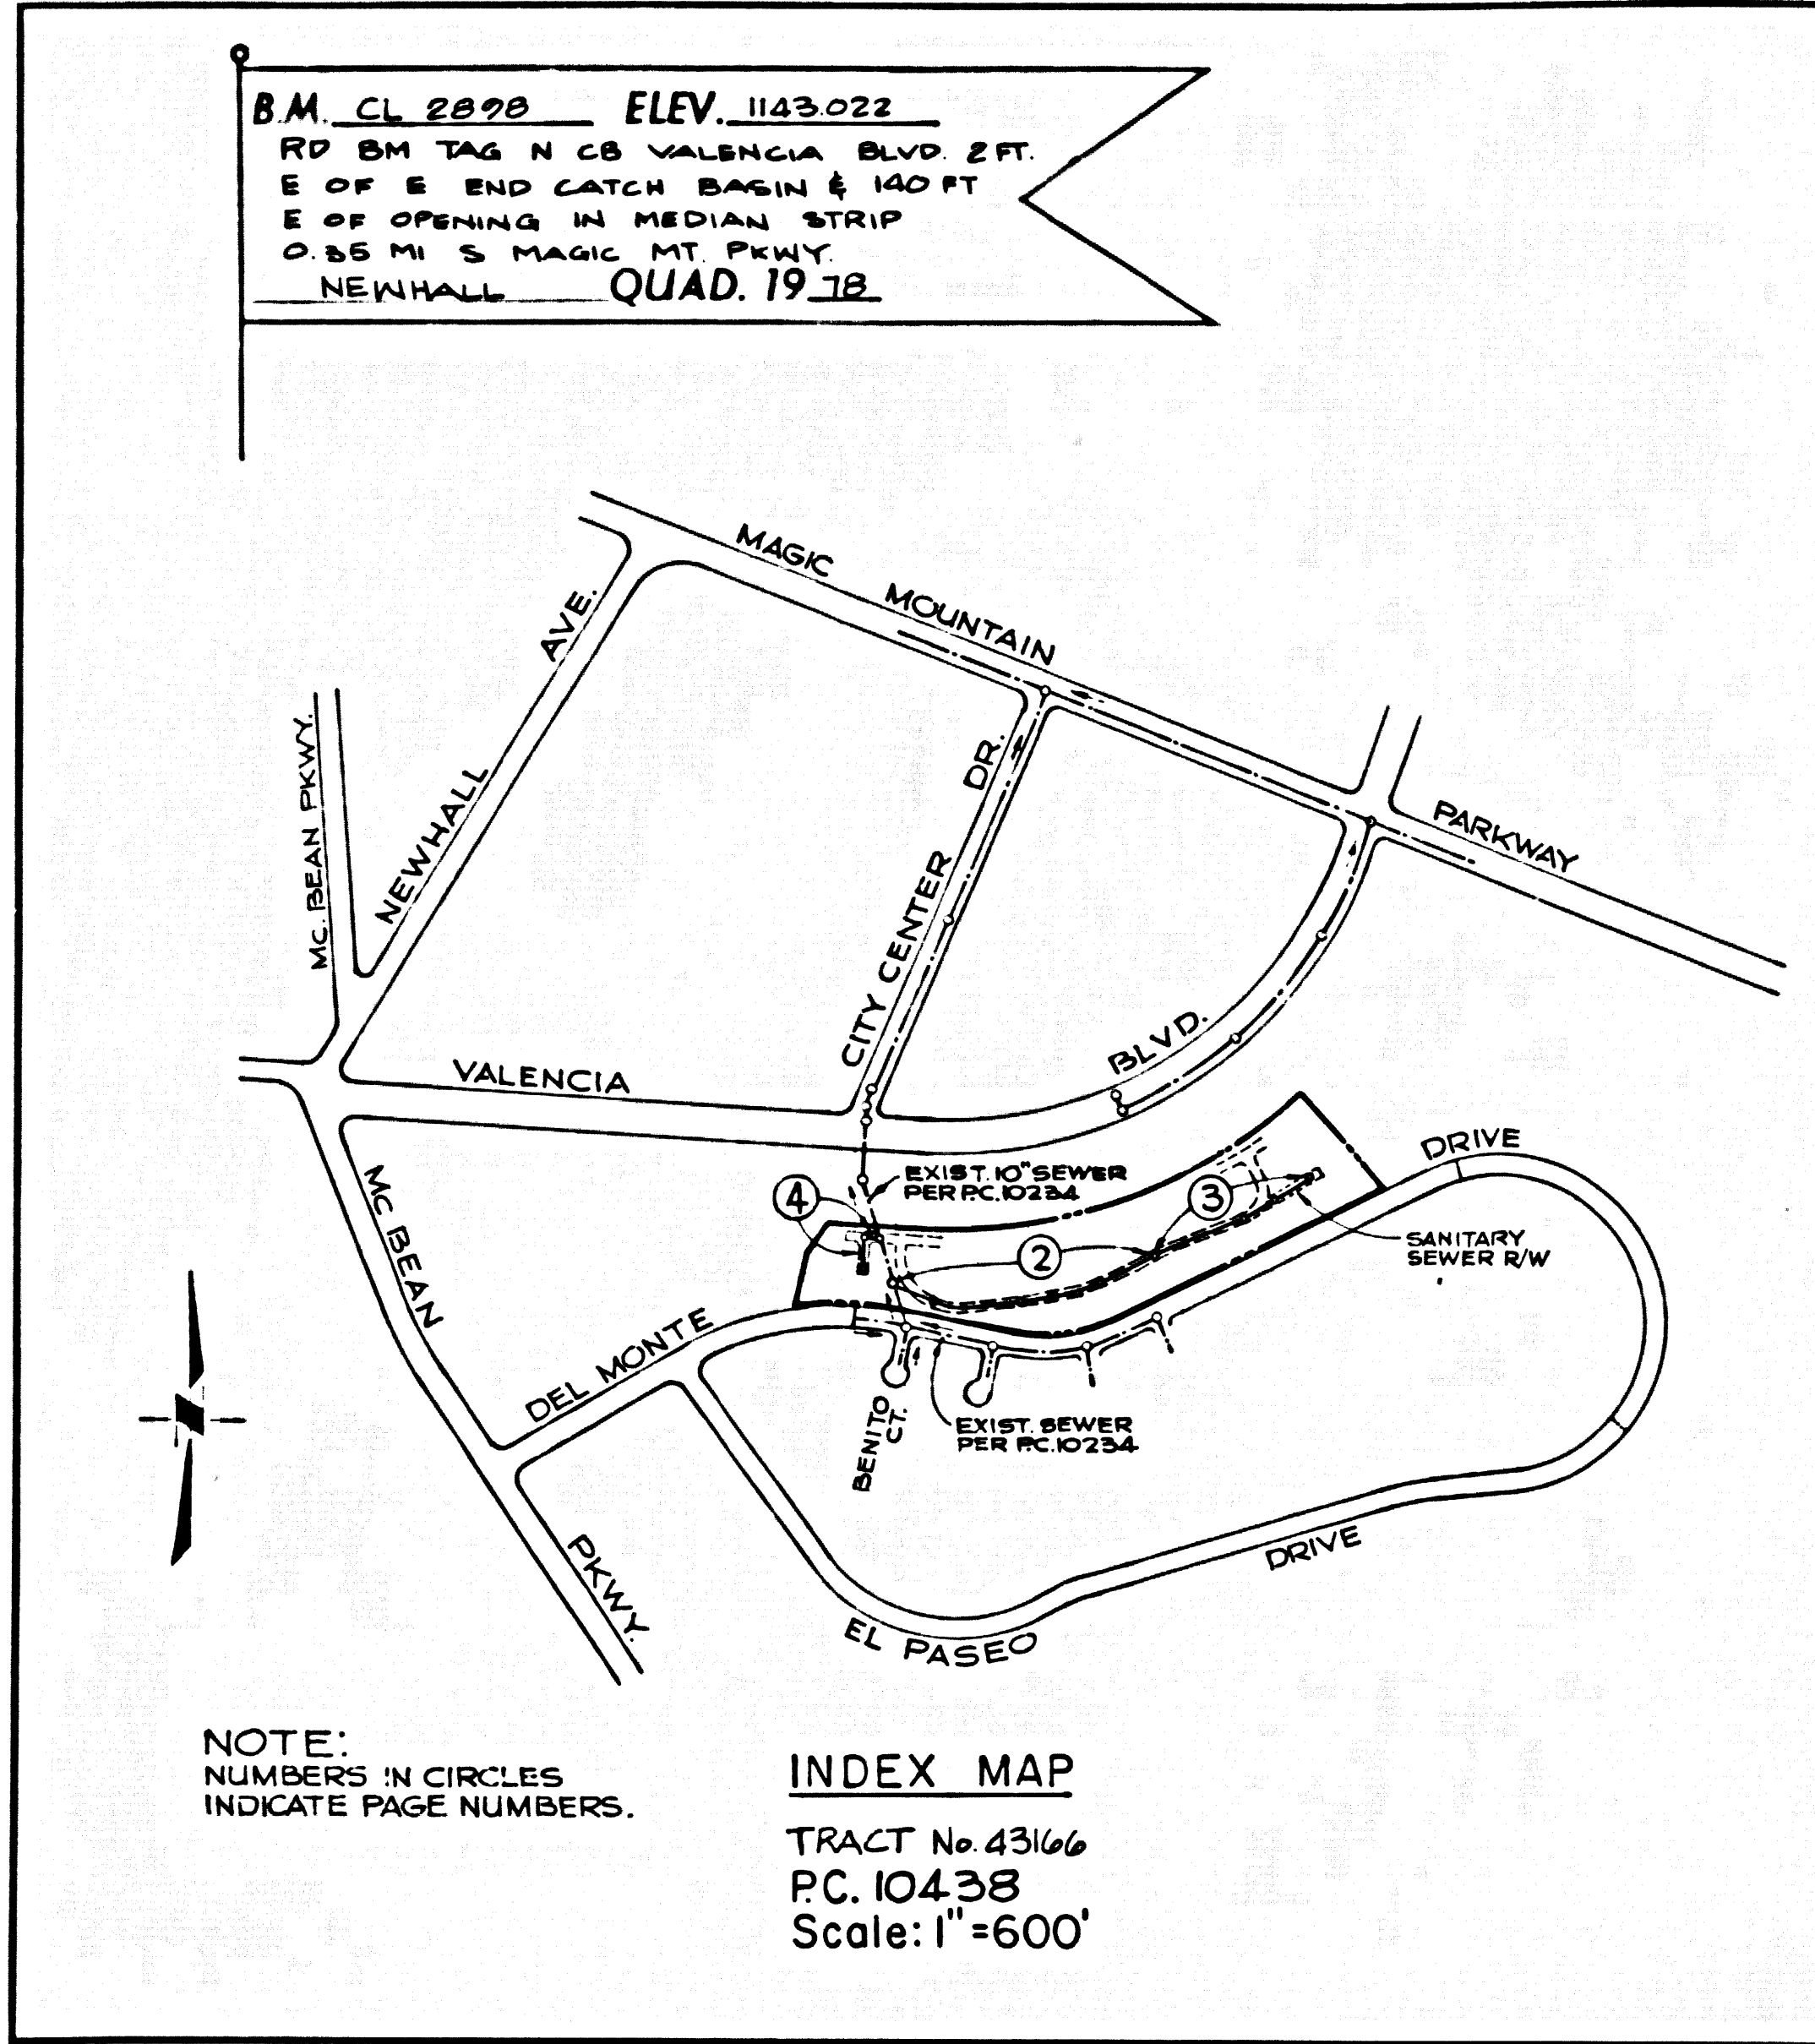 B.M. CL 2898 ELEV. 1143.022
RD BM TAG N CB VALENCIA BLVD. 2 FT.
E OF E END CATCH BASIN & 140 FT
E OF OPENING IN MEDIAN STRIP
0.35 MI S MAGIC MT. PKWY.
NEWHALL QUAD. 19 78
MAGIC MOUNTAIN PARKWAY
NEWHALL AVE.
MC. BEAN PKWY.
CITY CENTER DR.
VALENCIA BLVD.
EXIST. 10" SEWER
PER P.C. 10234
4
3
2
DRIVE
SANITARY
SEWER R/W
MC BEAN
DEL MONTE
BENITO
CT.
EXIST. SEWER
PER P.C. 10234
PKWY.
EL PASEO DRIVE
NOTE:
NUMBERS IN CIRCLES
INDICATE PAGE NUMBERS.
INDEX MAP
TRACT No. 43166
P.C. 10438
Scale: 1"=600'